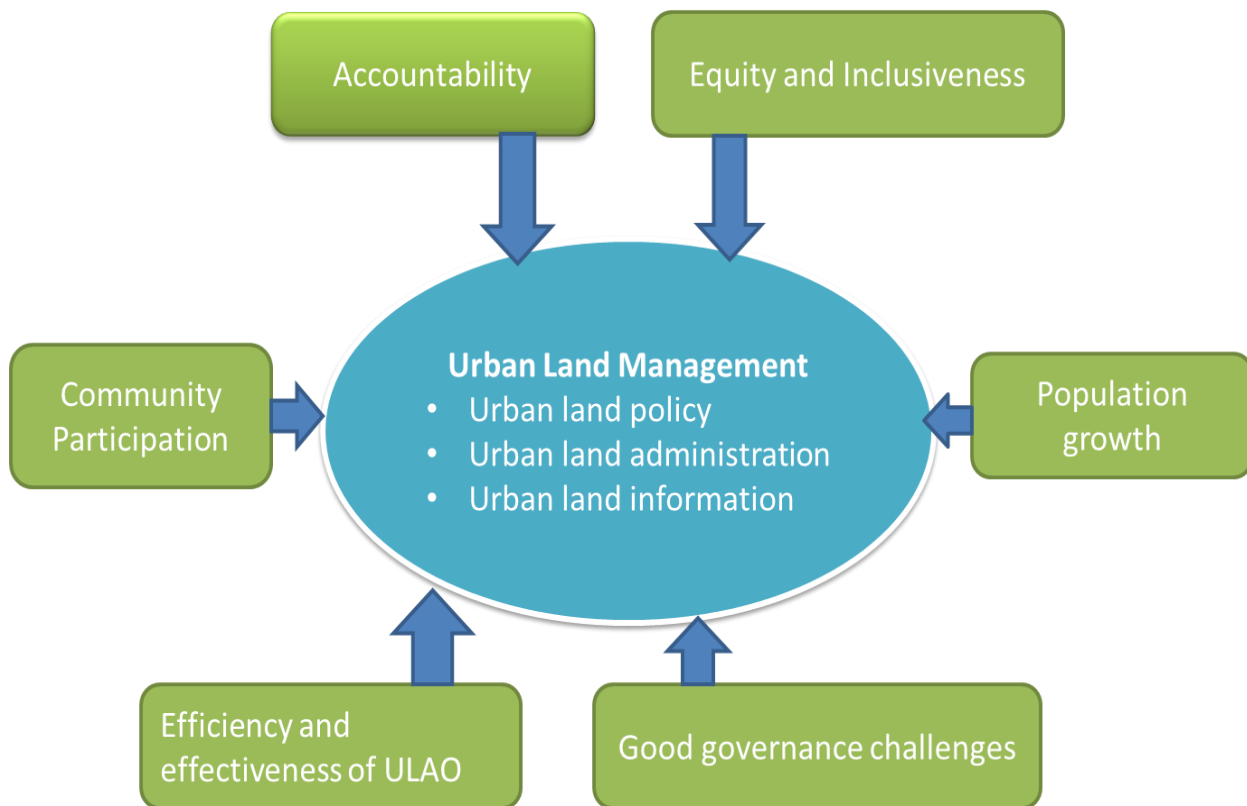 Accountability
Equity and Inclusiveness
Community
Participation
Urban Land Management
• Urban land policy
• Urban land administration
• Urban land information
Population
growth
Efficiency and
effectiveness of ULAO
Good governance challenges